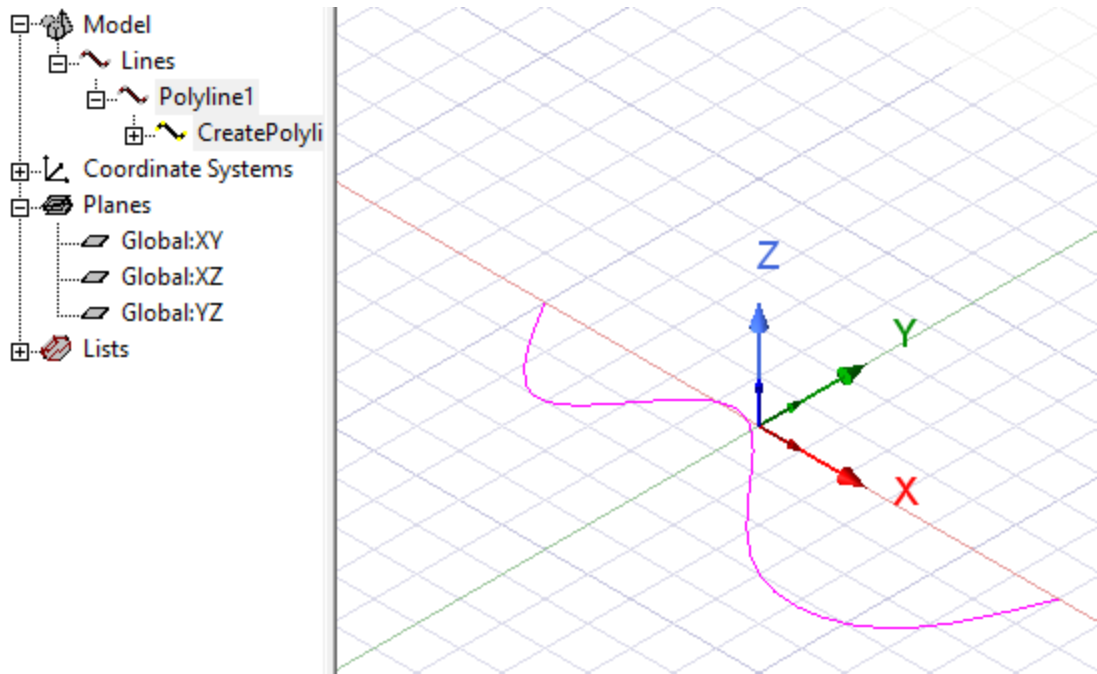 Model
Lines
Polyline1
CreatePolyli
Coordinate Systems
Planes
Global:XY
Global:XZ
Global:YZ
Lists
Z
Y
X